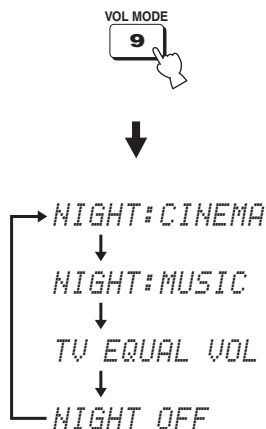 VOL MODE
9
NIGHT:CINEMA
NIGHT:MUSIC
TV EQUAL VOL
NIGHT OFF